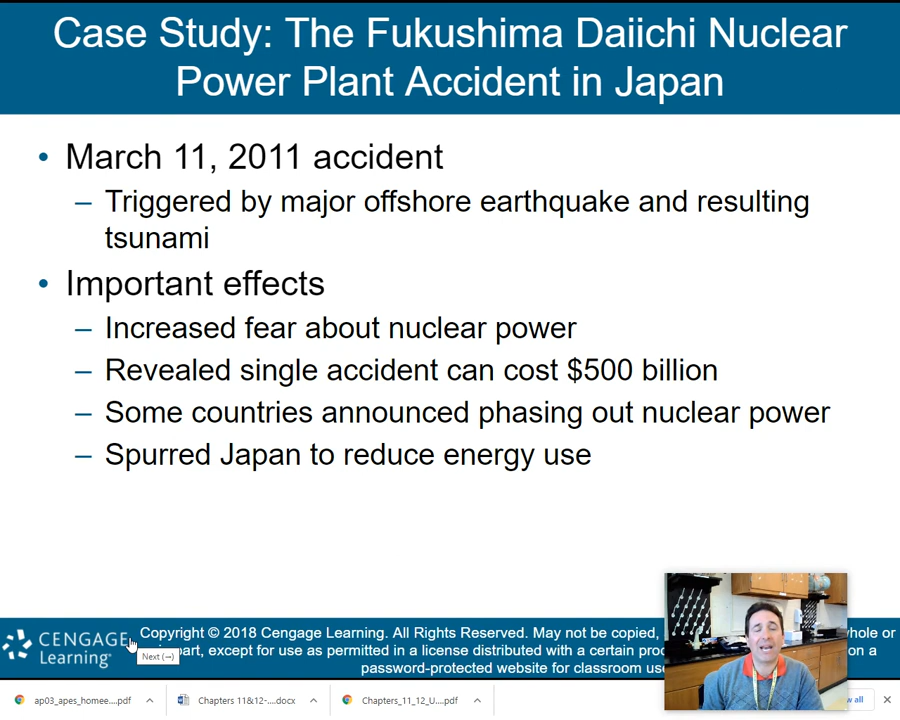 Case Study: The Fukushima Daiichi Nuclear
Power Plant Accident in Japan
• March 11, 2011 accident
– Triggered by major offshore earthquake and resulting
tsunami
• Important effects
– Increased fear about nuclear power
– Revealed single accident can cost $500 billion
– Some countries announced phasing out nuclear power
– Spurred Japan to reduce energy use
CENGAGE
Learning®
Copyright © 2018 Cengage Learning. All Rights Reserved. May not be copied, whole or
part, except for use as permitted in a license distributed with a certain on a
password-protected website for classroom
Next (→)
ap03_apes_homee....pdf
Chapters 11&12-....docx
Chapters_11_12_U....pdf
all